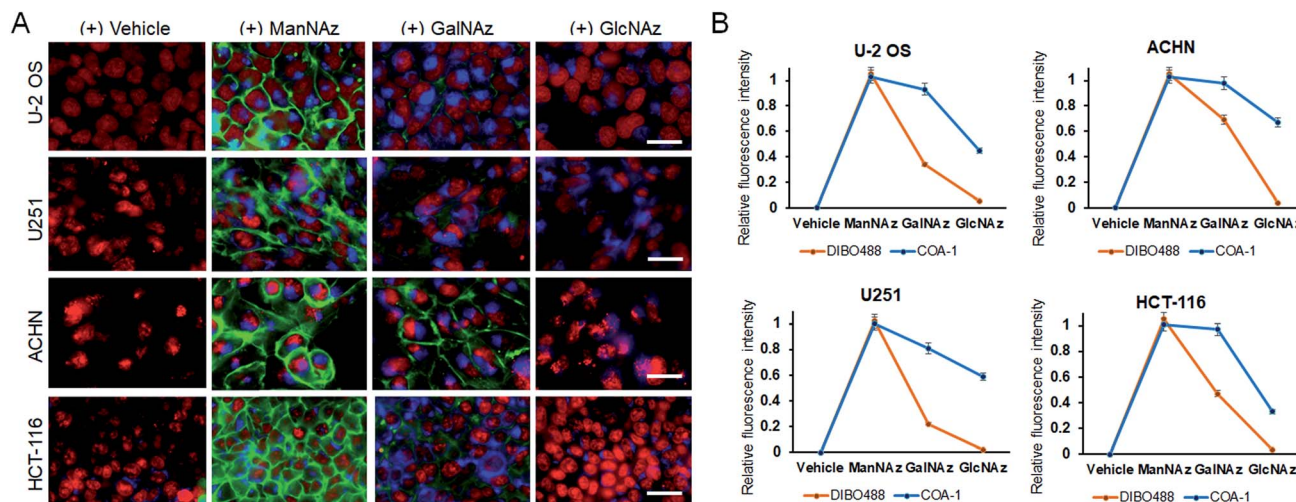 A
(+) Vehicle
(+) ManNAz
(+) GalNAz
(+) GlcNAz
U-2 OS
U251
ACHN
HCT-116
B
U-2 OS
Relative fluorescence intensity
1
0.8
0.6
0.4
0.2
0
Vehicle ManNAz GalNAz GlcNAz
DIBO488 COA-1
ACHN
Relative fluorescence intensity
1
0.8
0.6
0.4
0.2
0
Vehicle ManNAz GalNAz GlcNAz
DIBO488 COA-1
U251
Relative fluorescence intensity
1
0.8
0.6
0.4
0.2
0
Vehicle ManNAz GalNAz GlcNAz
DIBO488 COA-1
HCT-116
Relative fluorescence intensity
1
0.8
0.6
0.4
0.2
0
Vehicle ManNAz GalNAz GlcNAz
DIBO488 COA-1